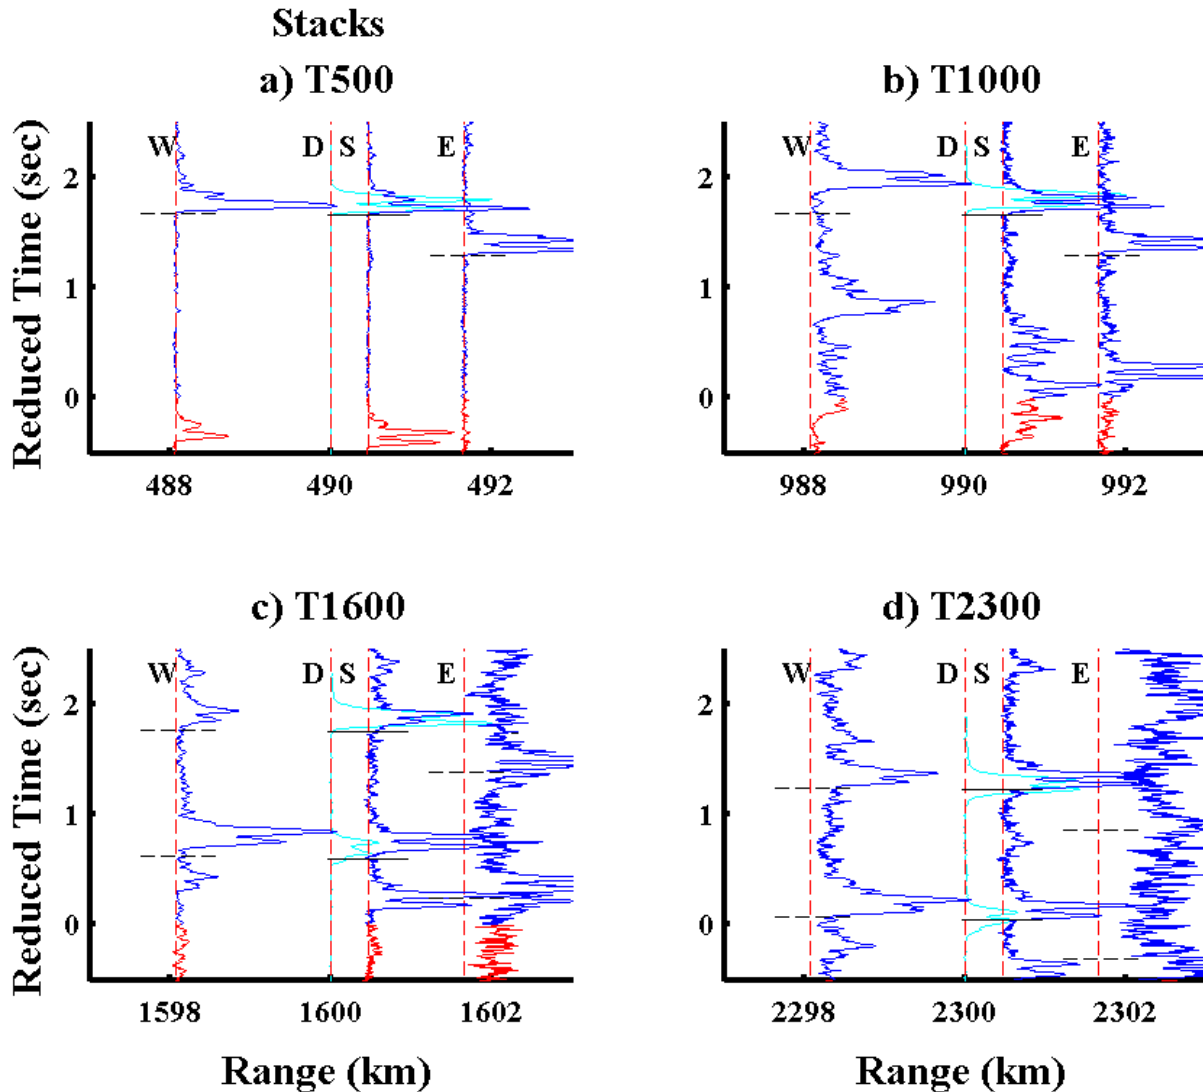 Stacks
a) T500
b) T1000
Reduced Time (sec)
W D S E
W D S E
2
1
0
2
1
0
488 490 492
988 990 992
c) T1600
d) T2300
Reduced Time (sec)
W D S E
W D S E
2
1
0
2
1
0
1598 1600 1602
2298 2300 2302
Range (km)
Range (km)